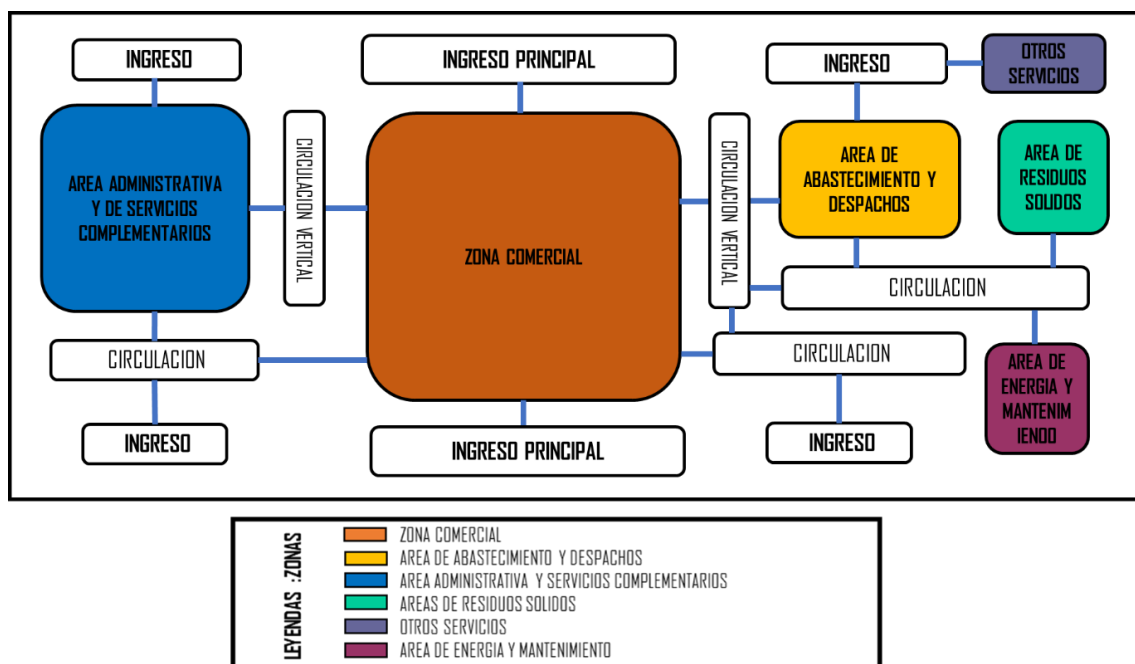 INGRESO
INGRESO PRINCIPAL
INGRESO
OTROS
SERVICIOS
AREA ADMINISTRATIVA
Y DE SERVICIOS
COMPLEMENTARIOS
CIRCULACION VERTICAL
ZONA COMERCIAL
CIRCULACION VERTICAL
AREA DE
ABASTECIMIENTO Y
DESPACHOS
AREA DE
RESIDUOS
SOLIDOS
CIRCULACION
CIRCULACION
CIRCULACION
AREA DE
ENERGIA Y
MANTENIM
IENDO
INGRESO
INGRESO PRINCIPAL
INGRESO
LEYENDAS :ZONAS
ZONA COMERCIAL
AREA DE ABASTECIMIENTO Y DESPACHOS
AREA ADMINISTRATIVA Y SERVICIOS COMPLEMENTARIOS
AREAS DE RESIDUOS SOLIDOS
OTROS SERVICIOS
AREA DE ENERGIA Y MANTENIMIENTO